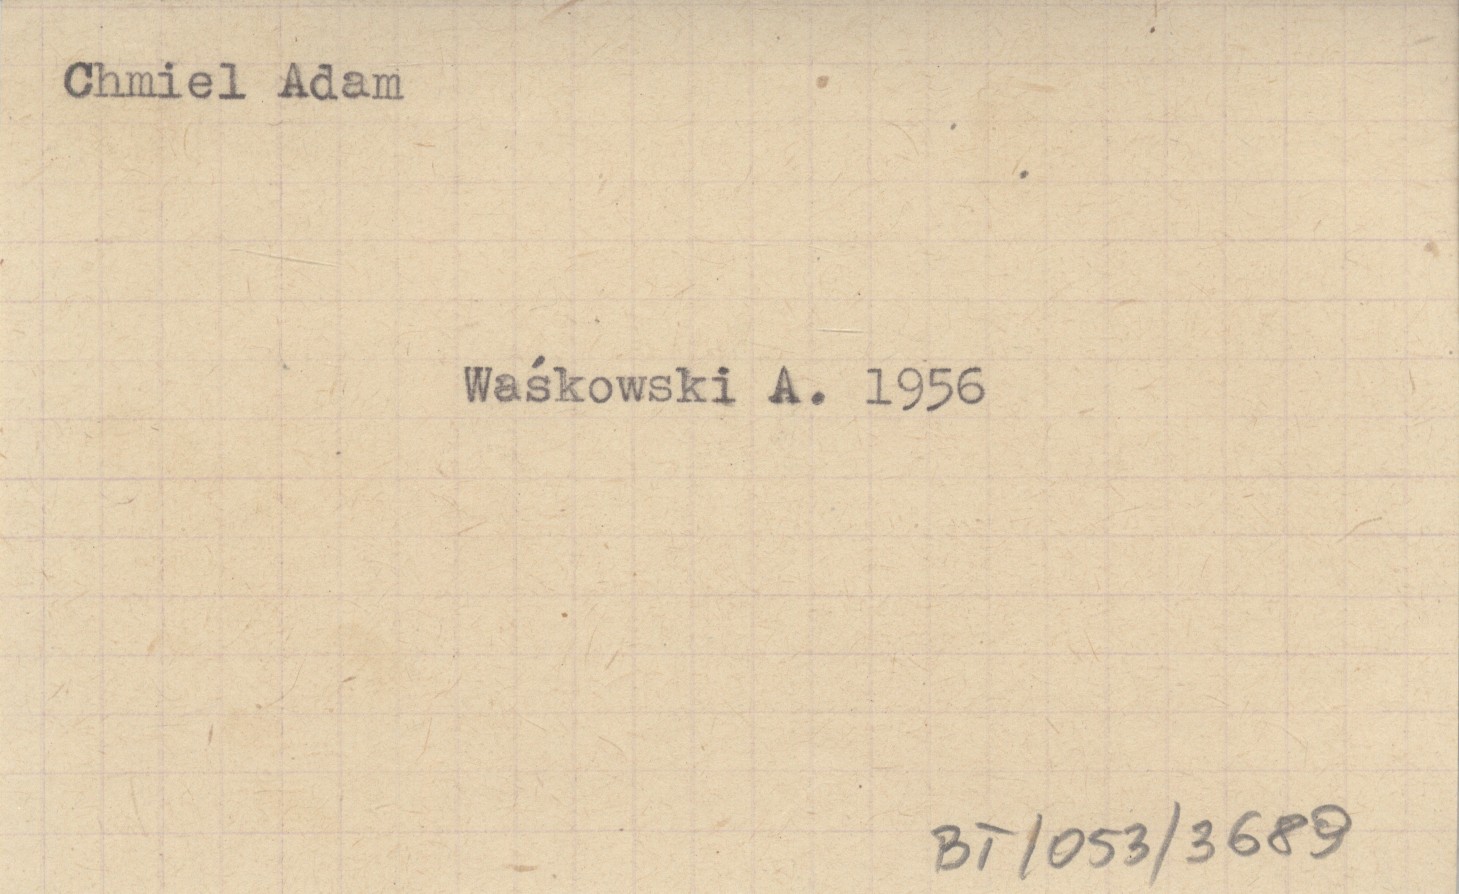 Chmiel Adam
Waśkowski A. 1956
BT/053/3689